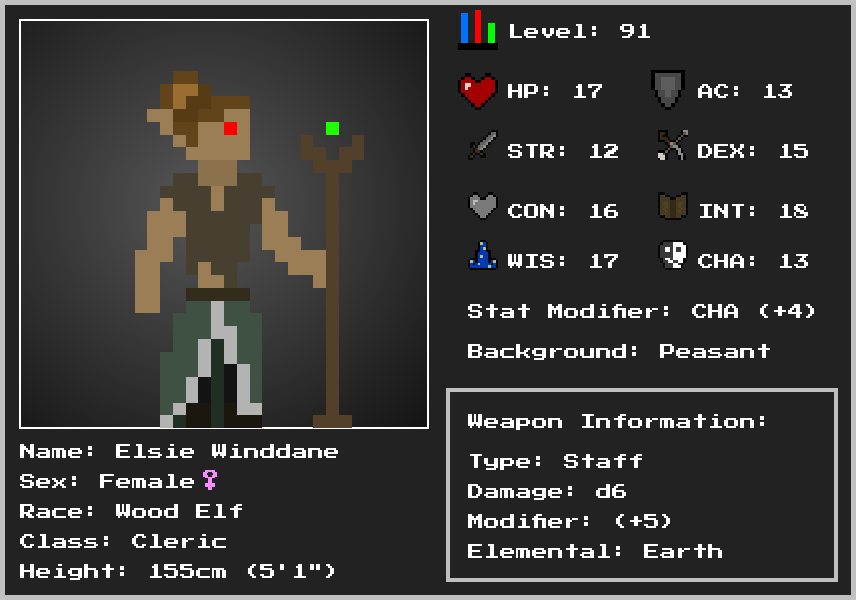 Level: 91
HP: 17
AC: 13
STR: 12
DEX: 15
CON: 16
INT: 18
WIS: 17
CHA: 13
Stat Modifier: CHA (+4)
Background: Peasant
Weapon Information:
Type: Staff
Damage: d6
Modifier: (+5)
Elemental: Earth
Name: Elsie Winddane
Sex: Female♀
Race: Wood Elf
Class: Cleric
Height: 155cm (5'1")